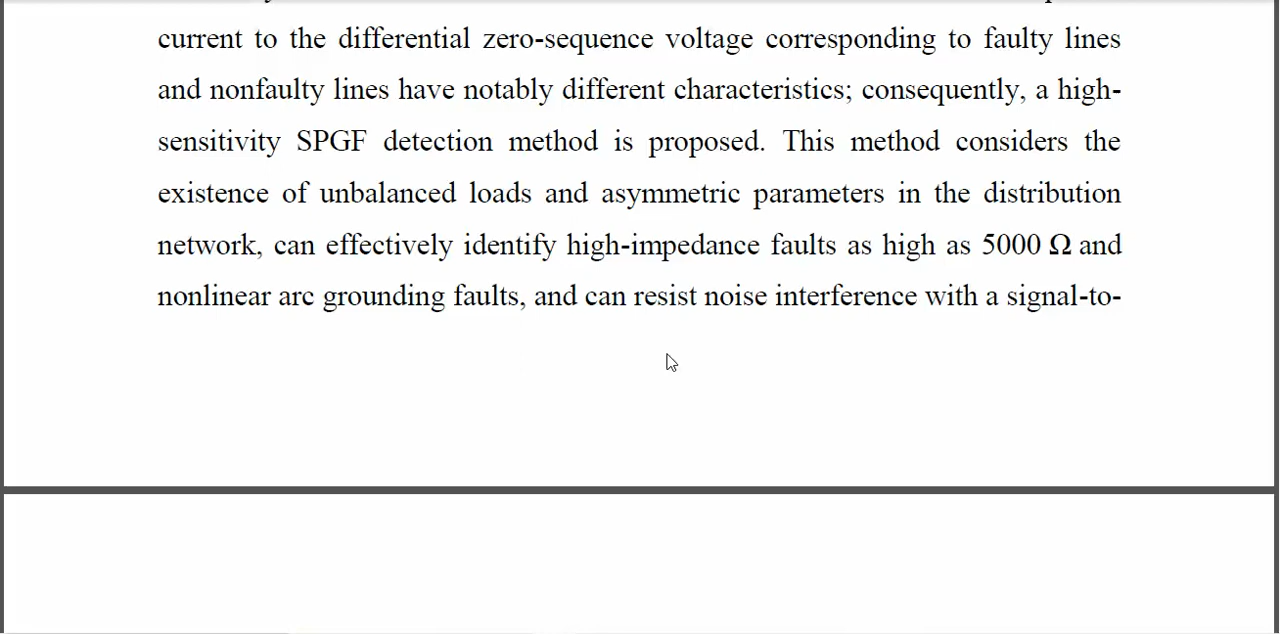 current to the differential zero-sequence voltage corresponding to faulty lines
and nonfaulty lines have notably different characteristics; consequently, a high-
sensitivity SPGF detection method is proposed. This method considers the
existence of unbalanced loads and asymmetric parameters in the distribution
network, can effectively identify high-impedance faults as high as 5000 Ω and
nonlinear arc grounding faults, and can resist noise interference with a signal-to-